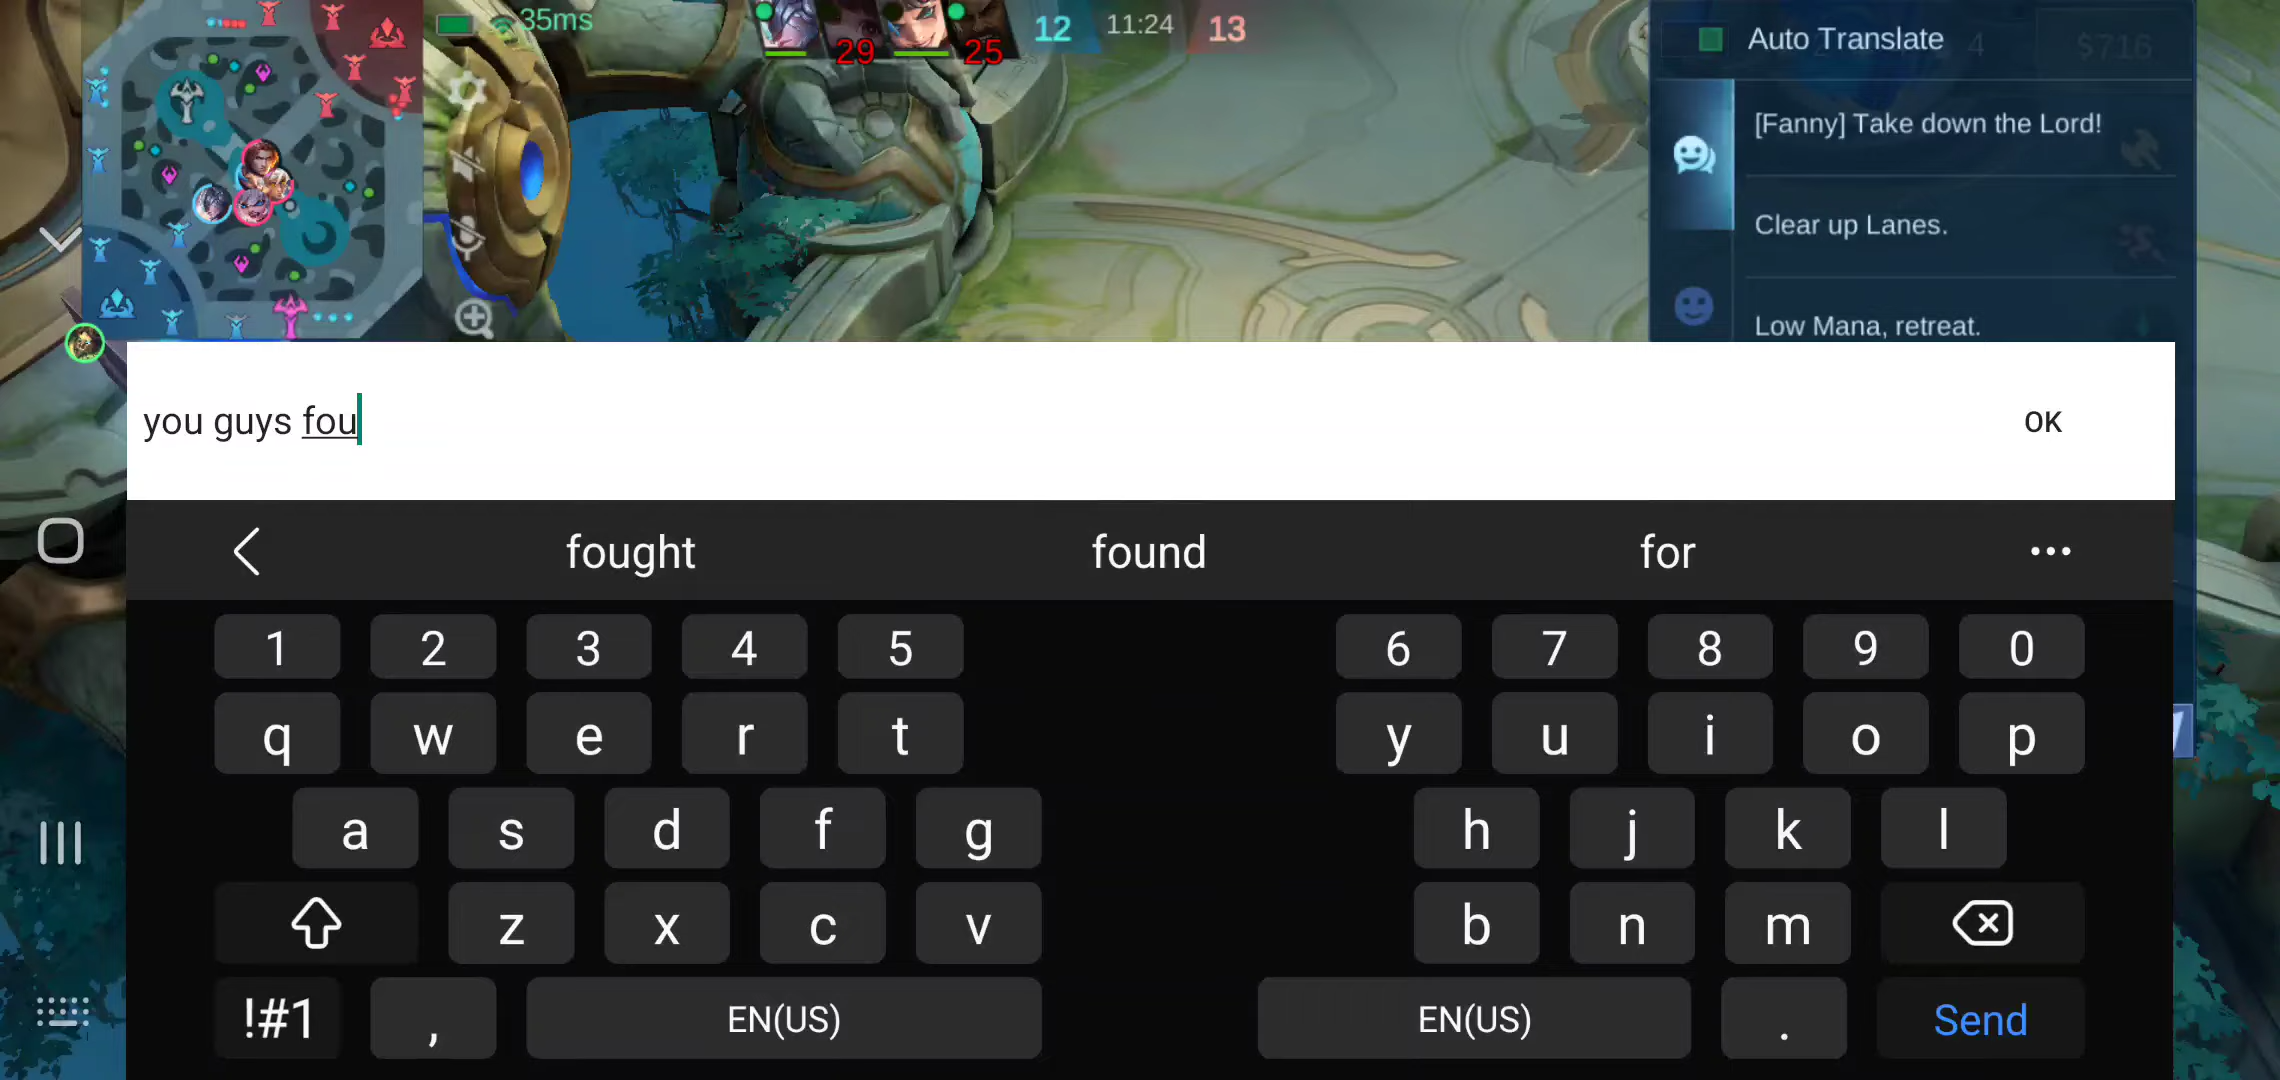 35ms
29
25
12 11:24 13
Auto Translate
4 $716
[Fanny] Take down the Lord!
Clear up Lanes.
Low Mana, retreat.
you guys fou
OK
fought found for
1 2 3 4 5 6 7 8 9 0
q w e r t y u i o p
a s d f g h j k l
z x c v b n m
!#1 , EN(US) EN(US) . Send